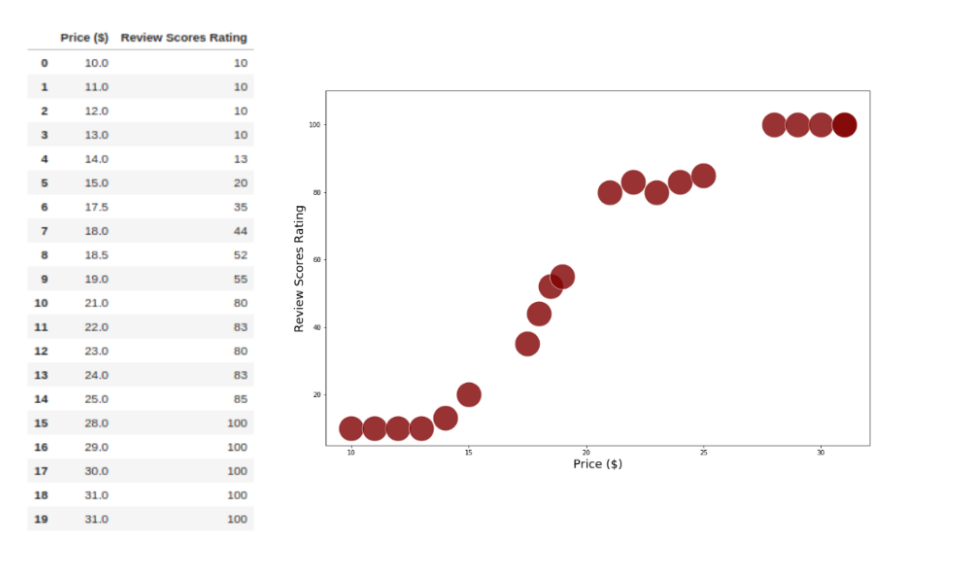 Price ($) Review Scores Rating
0 10.0 10
1 11.0 10
2 12.0 10
3 13.0 10
4 14.0 13
5 15.0 20
6 17.5 35
7 18.0 44
8 18.5 52
9 19.0 55
10 21.0 80
11 22.0 83
12 23.0 80
13 24.0 83
14 25.0 85
15 28.0 100
16 29.0 100
17 30.0 100
18 31.0 100
19 31.0 100
Review Scores Rating
100
80
60
40
20
10 15 20 25 30
Price ($)